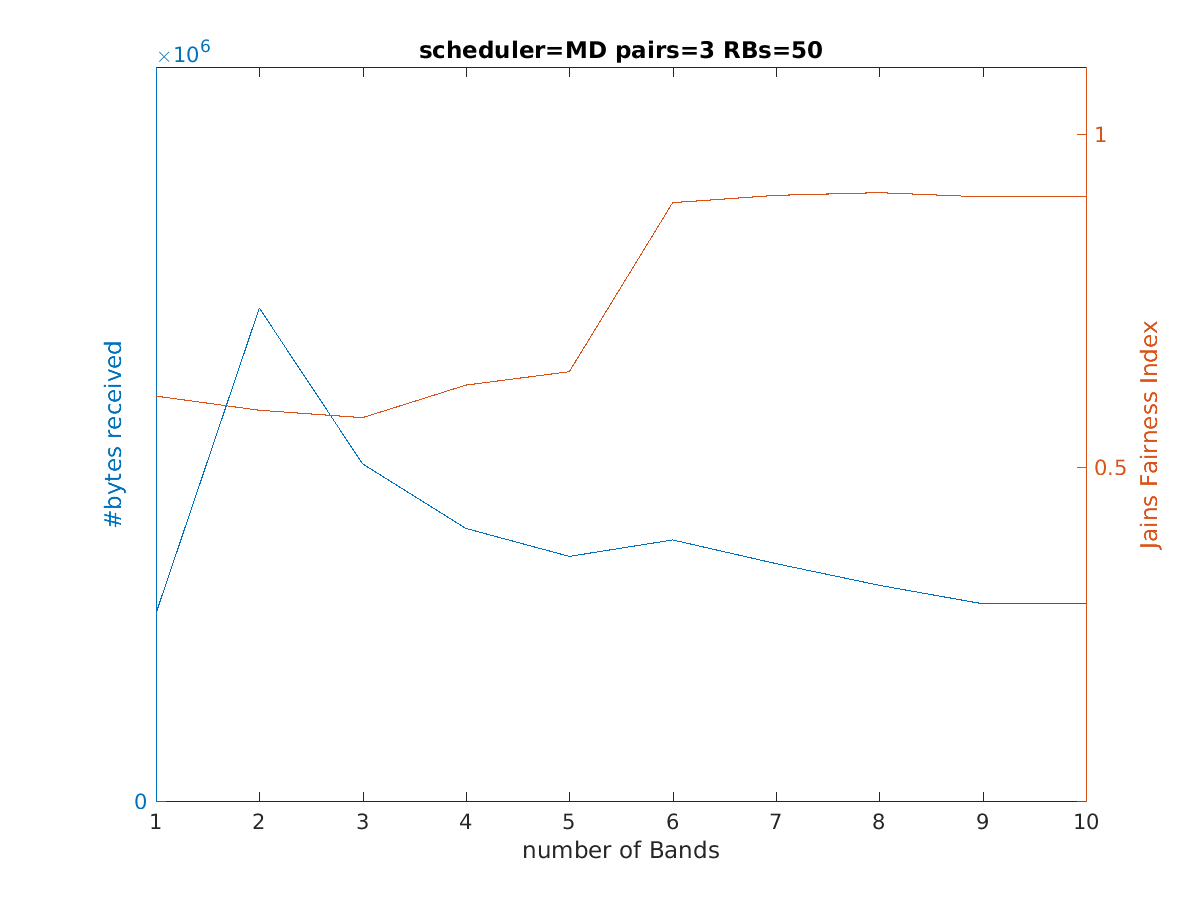 scheduler=MD pairs=3 RBs=50
×10^6
#bytes received
0
1
0.5
Jains Fairness Index
1 2 3 4 5 6 7 8 9 10
number of Bands